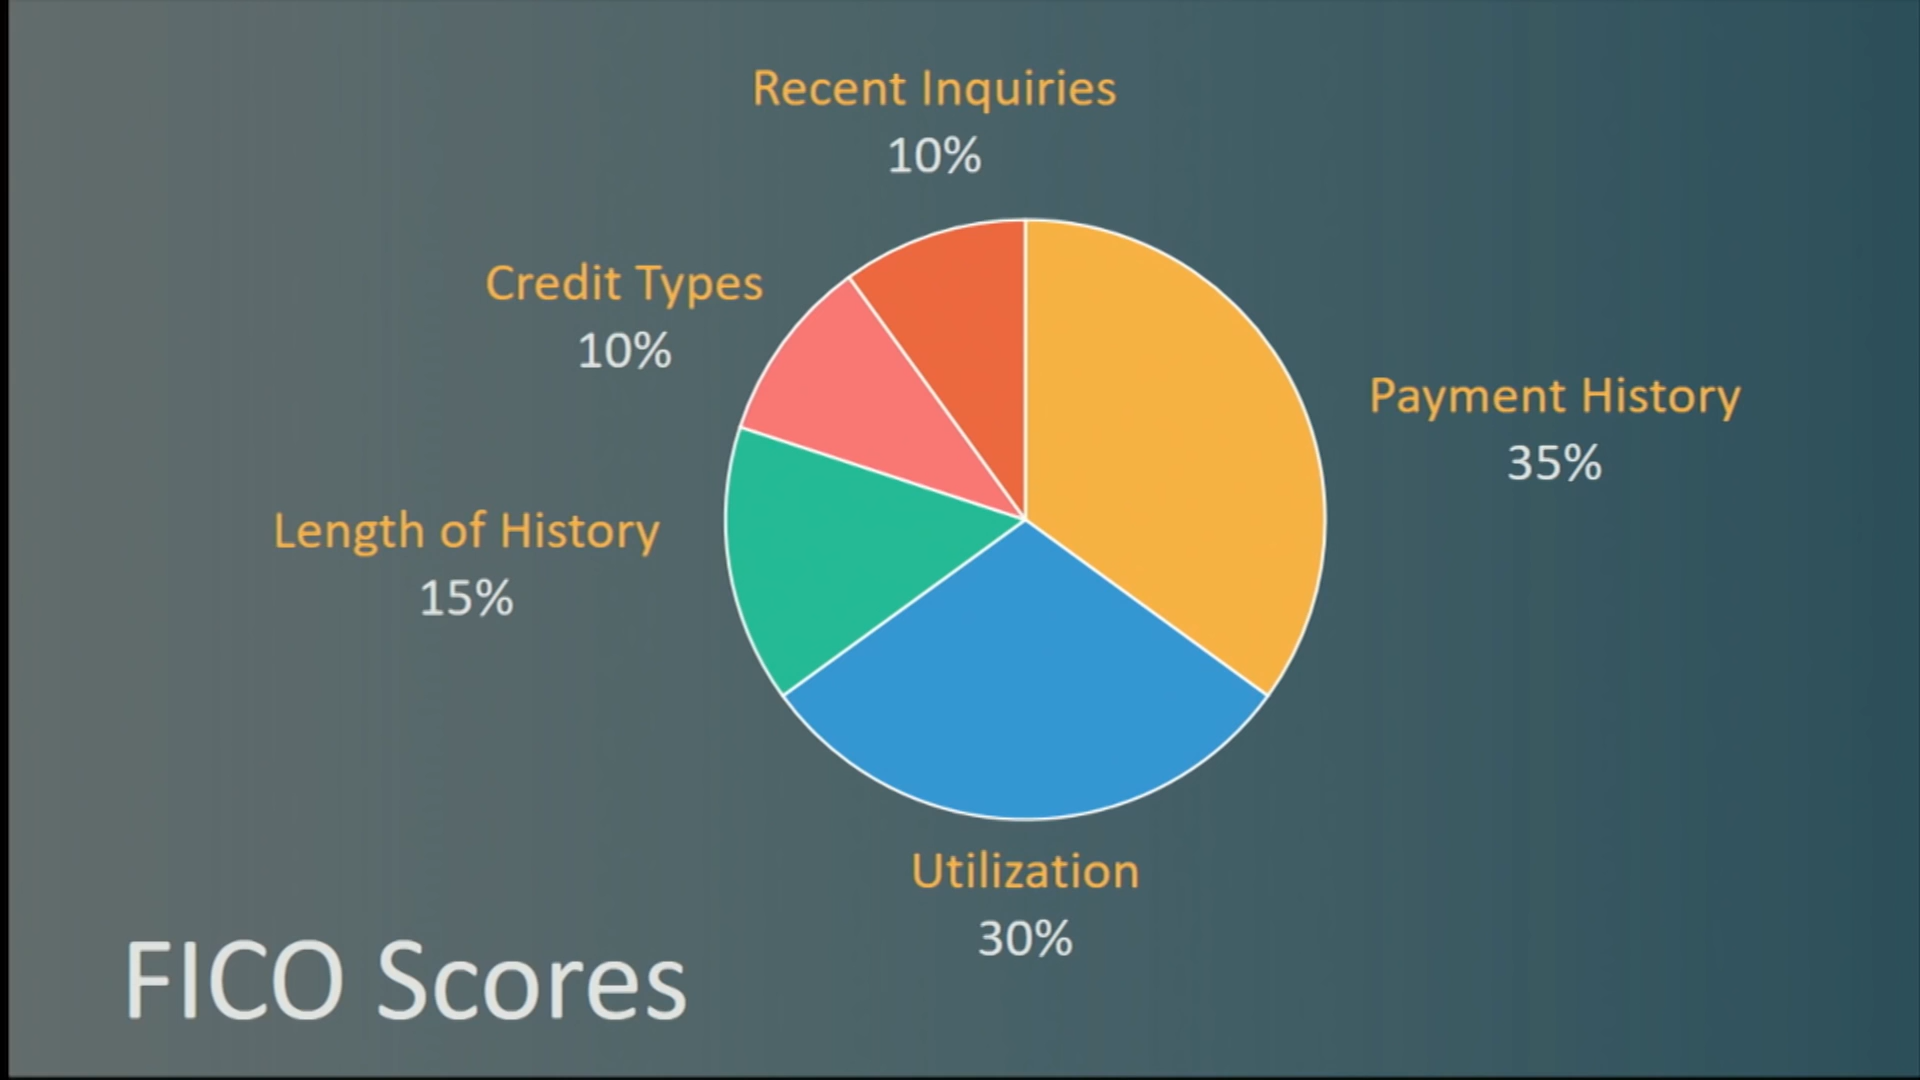 Recent Inquiries
10%
Credit Types
10%
Payment History
35%
Length of History
15%
Utilization
30%
FICO Scores